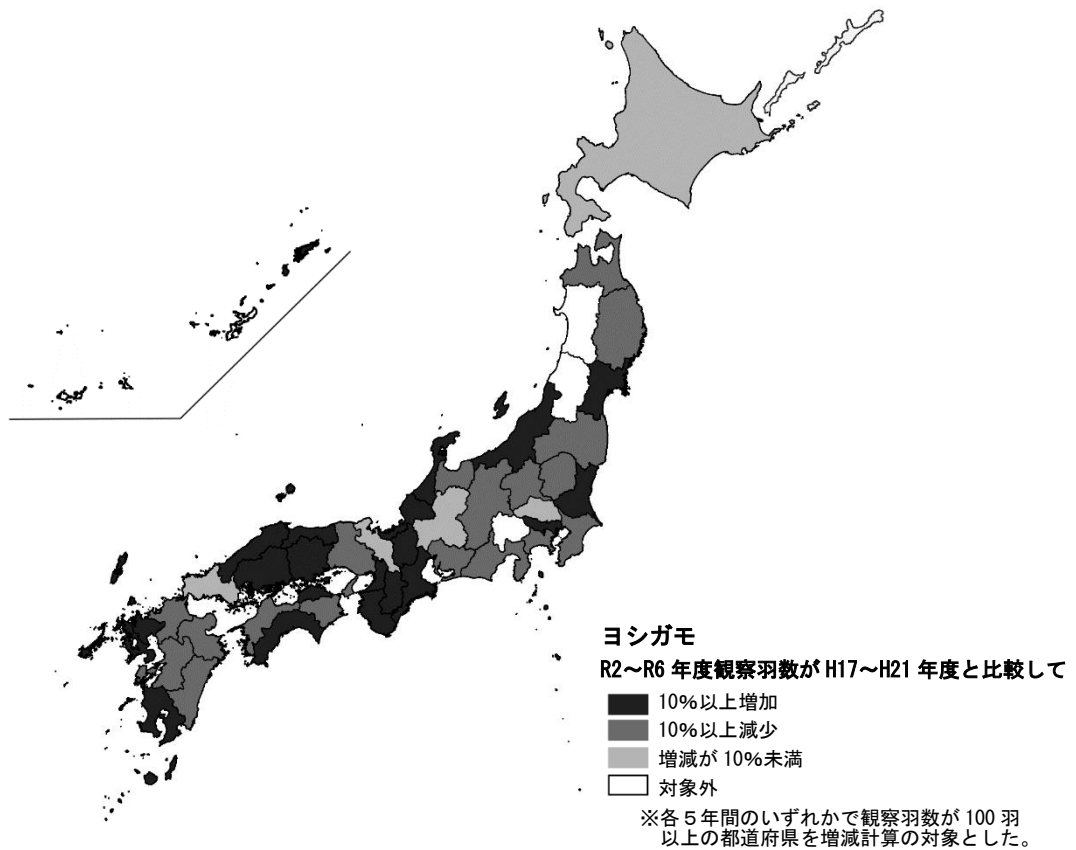 ヨシガモ
R2～R6 年度観察羽数が H17～H21 年度と比較して
10%以上増加
10%以上減少
増減が 10%未満
対象外
※各５年間のいずれかで観察羽数が 100 羽
以上の都道府県を増減計算の対象とした。